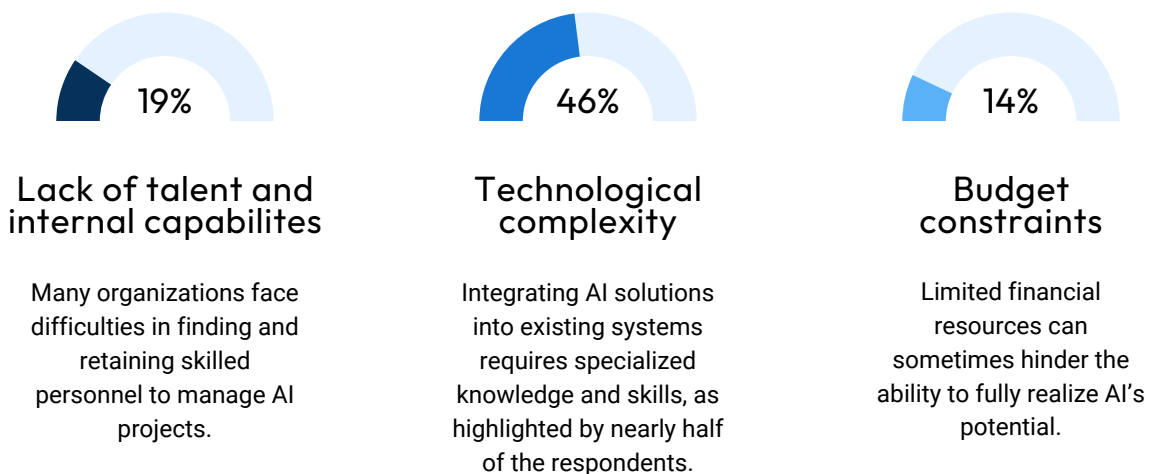 19%
Lack of talent and
internal capabilites
Many organizations face
difficulties in finding and
retaining skilled
personnel to manage AI
projects.
46%
Technological
complexity
Integrating AI solutions
into existing systems
requires specialized
knowledge and skills, as
highlighted by nearly half
of the respondents.
14%
Budget
constraints
Limited financial
resources can
sometimes hinder the
ability to fully realize AI’s
potential.